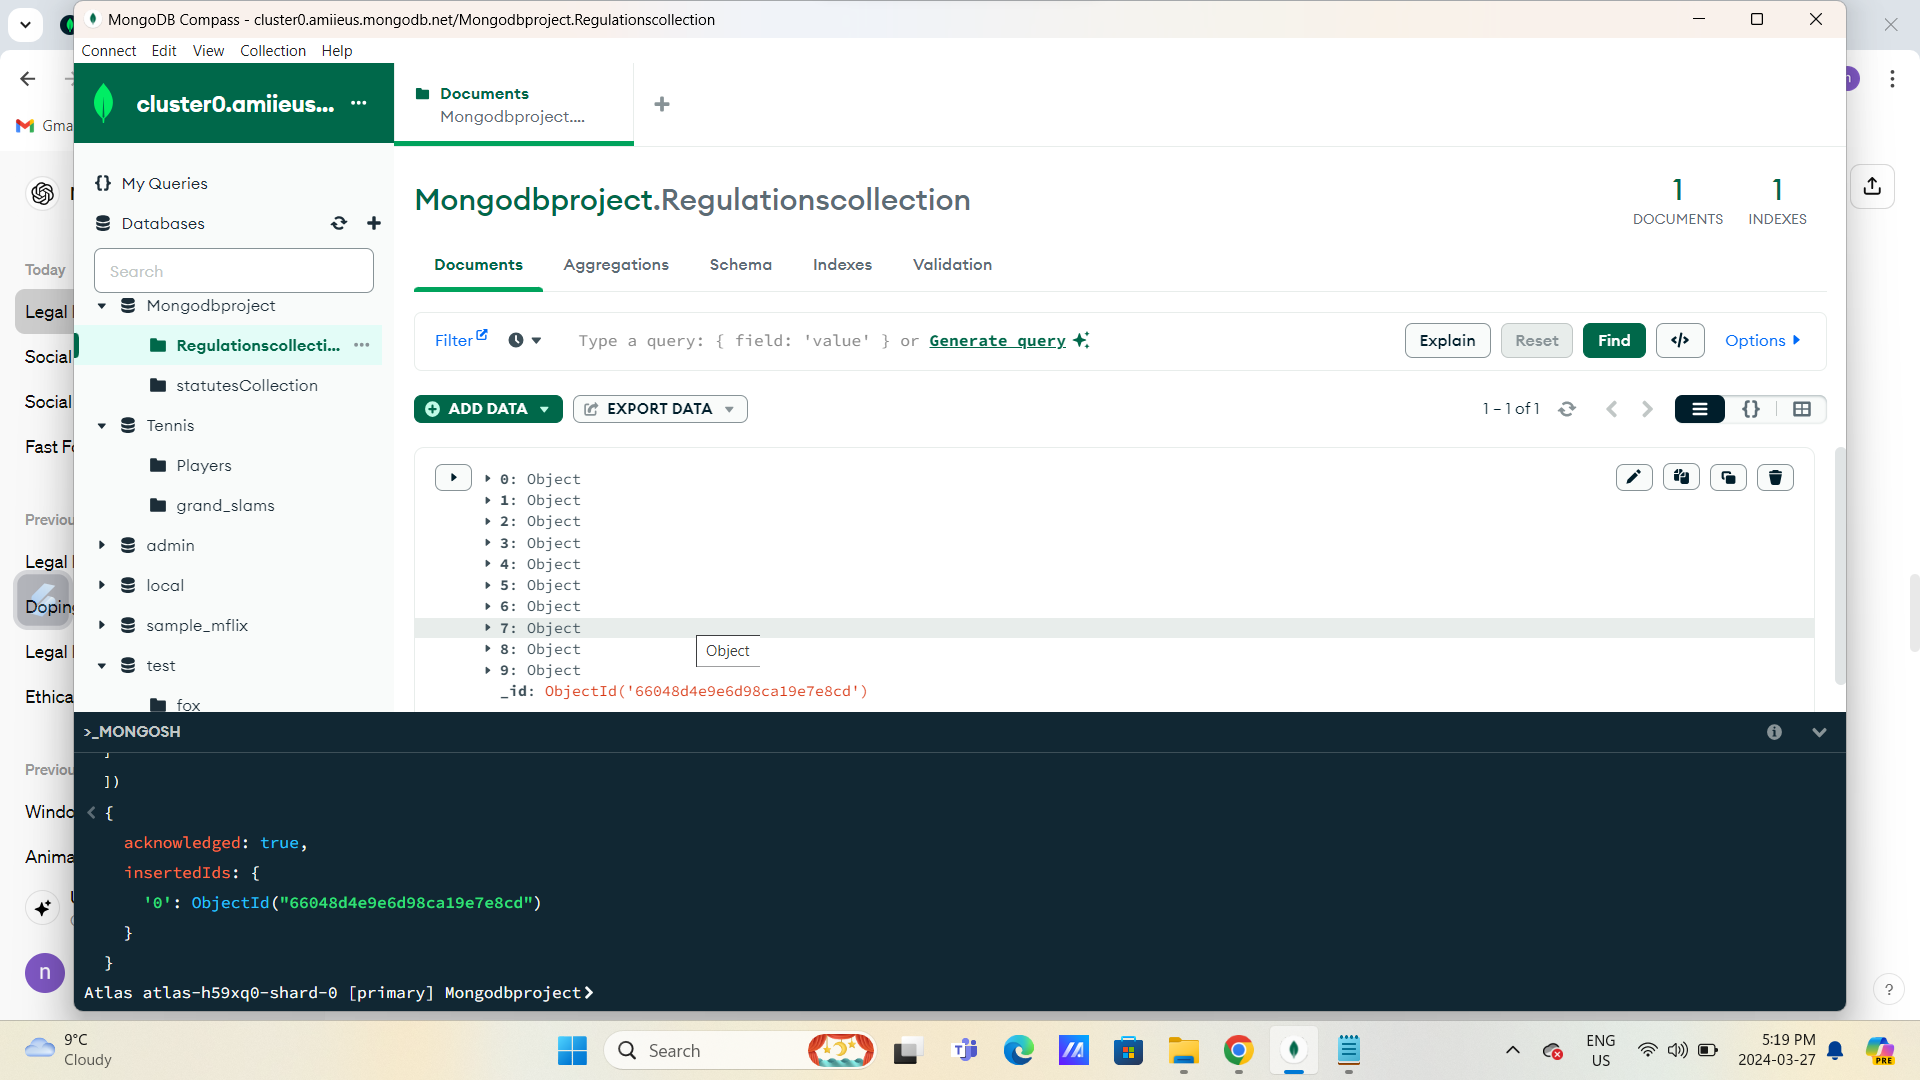 MongoDB Compass - cluster0.amiieus.mongodb.net/Mongodbproject.Regulationscollection
Connect Edit View Collection Help
cluster0.amiieus... ...
Documents
Mongodbproject....
Gma
My Queries
Databases
Search
Mongodbproject
Regulationscollecti... ...
statutesCollection
Tennis
Players
grand_slams
admin
local
sample_mflix
test
fox
Today
Legal
Social
Social
Fast Fo
Previou
Legal
Doping
Legal
Ethica
Previou
Windo
Anima
n
Mongodbproject.Regulationscollection
1
DOCUMENTS
1
INDEXES
Documents Aggregations Schema Indexes Validation
Filter Type a query: { field: 'value' } or Generate query Explain Reset Find </> Options
ADD DATA EXPORT DATA 1 – 1 of 1 {}
0: Object
1: Object
2: Object
3: Object
4: Object
5: Object
6: Object
7: Object
8: Object
Object
9: Object
_id: ObjectId('66048d4e9e6d98ca19e7e8cd')
>_MONGOSH
])
< {
acknowledged: true,
insertedIds: {
'0': ObjectId("66048d4e9e6d98ca19e7e8cd")
}
}
Atlas atlas-h59xq0-shard-0 [primary] Mongodbproject>
?
9°C
Cloudy
Search
ENG
US
5:19 PM
2024-03-27
PRE